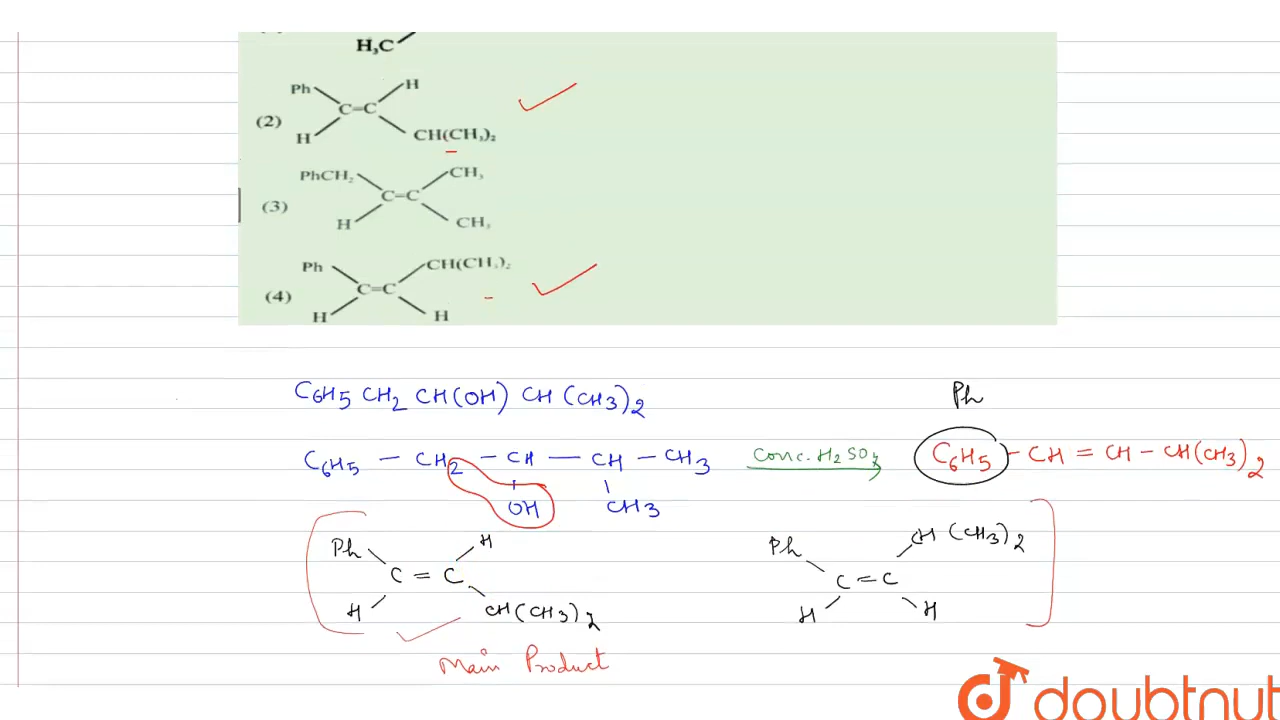 H₃C
Ph H
C=C
(2)
H CH(CH₃)₂
PhCH₂ CH₃
C=C
(3)
H CH₃
Ph CH(CH₃)₂
C=C
(4)
H H
C6H5 CH2 CH(OH) CH (CH3)2
Ph
C6H5 — CH2 — CH — CH — CH3 Conc. H2SO4 C6H5 — CH = CH — CH(CH3)2
OH CH3
Ph H Ph CH (CH3)2
C = C C = C
H CH(CH3)2 H H
Main Product
doubtnut